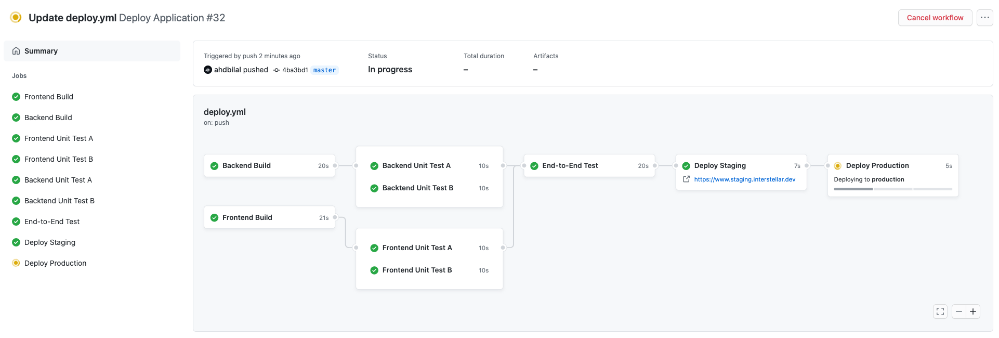 Update deploy.yml Deploy Application #32
Cancel workflow
Summary
Jobs
Frontend Build
Backend Build
Frontend Unit Test A
Frontend Unit Test B
Backend Unit Test A
Backtend Unit Test B
End-to-End Test
Deploy Staging
Deploy Production
Triggered by push 2 minutes ago
ahdbilal pushed 4ba3bd1 master
Status
In progress
Total duration
–
Artifacts
–
deploy.yml
on: push
Backend Build 20s
Frontend Build 21s
Backend Unit Test A 10s
Backtend Unit Test B 10s
Frontend Unit Test A 10s
Frontend Unit Test B 10s
End-to-End Test 20s
Deploy Staging 7s
https://www.staging.interstellar.dev
Deploy Production 5s
Deploying to production